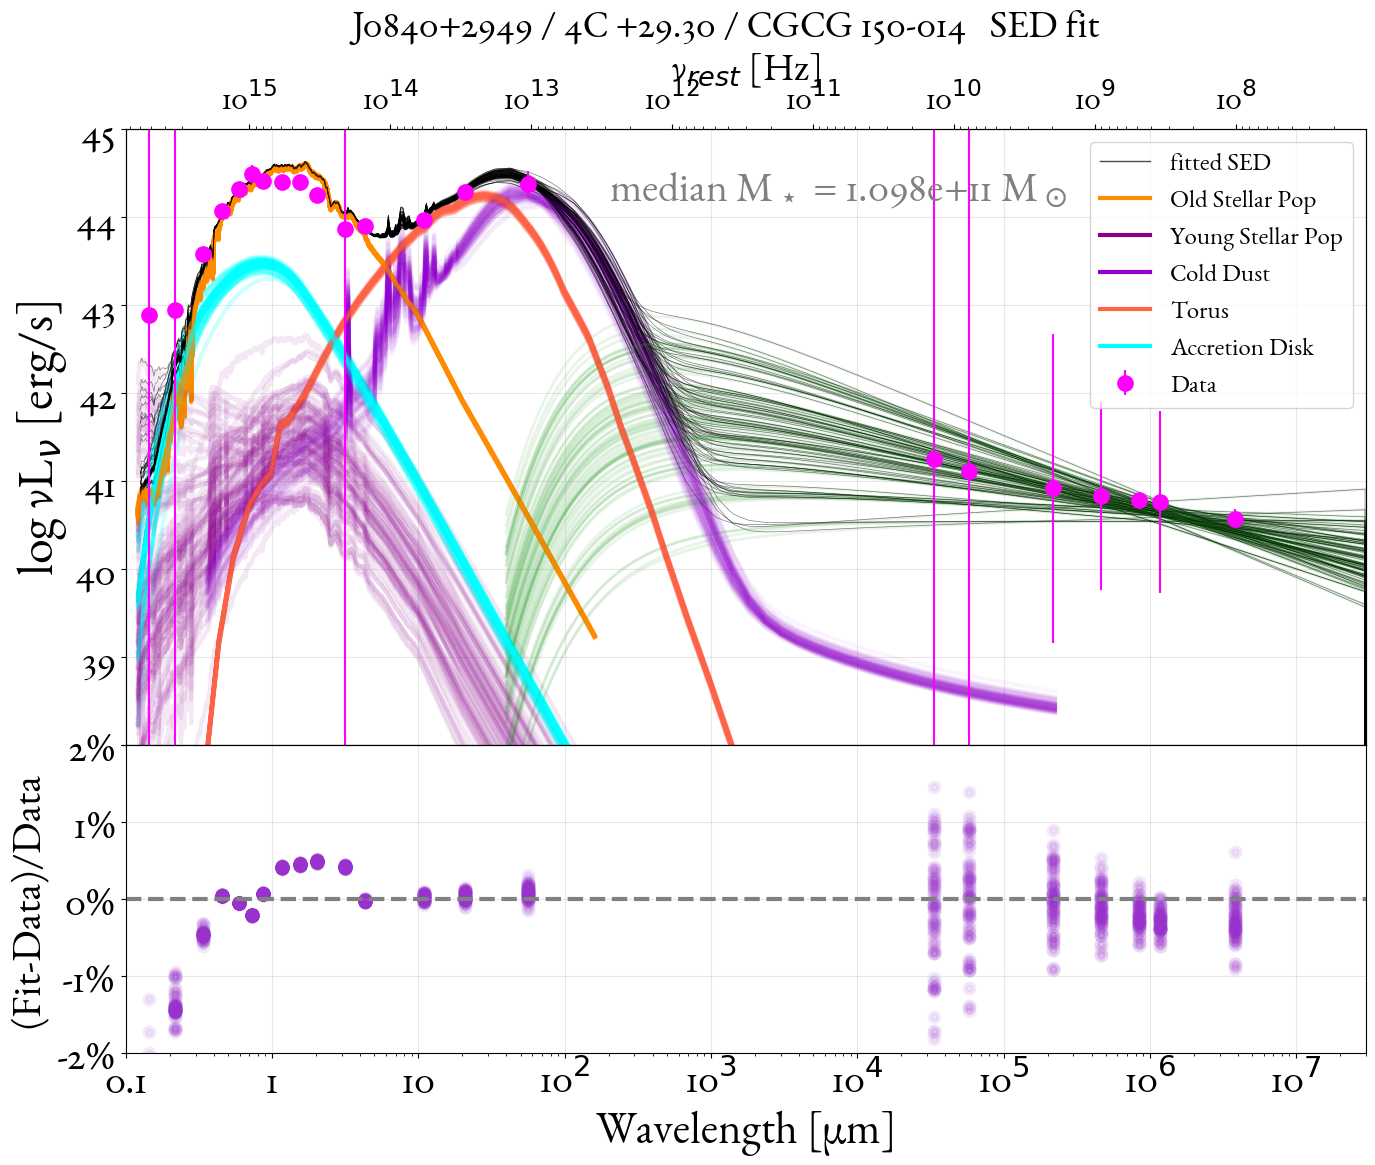 J0840+2949 / 4C +29.30 / CGCG 150-014 SED fit
νrest [Hz]
10^15 10^14 10^13 10^12 10^11 10^10 10^9 10^8
median M⋆ = 1.098e+11 M⊙
fitted SED
Old Stellar Pop
Young Stellar Pop
Cold Dust
Torus
Accretion Disk
Data
log νLν [erg/s]
45
44
43
42
41
40
39
(Fit-Data)/Data
2%
1%
0%
-1%
-2%
0.1 1 10 10^2 10^3 10^4 10^5 10^6 10^7
Wavelength [μm]